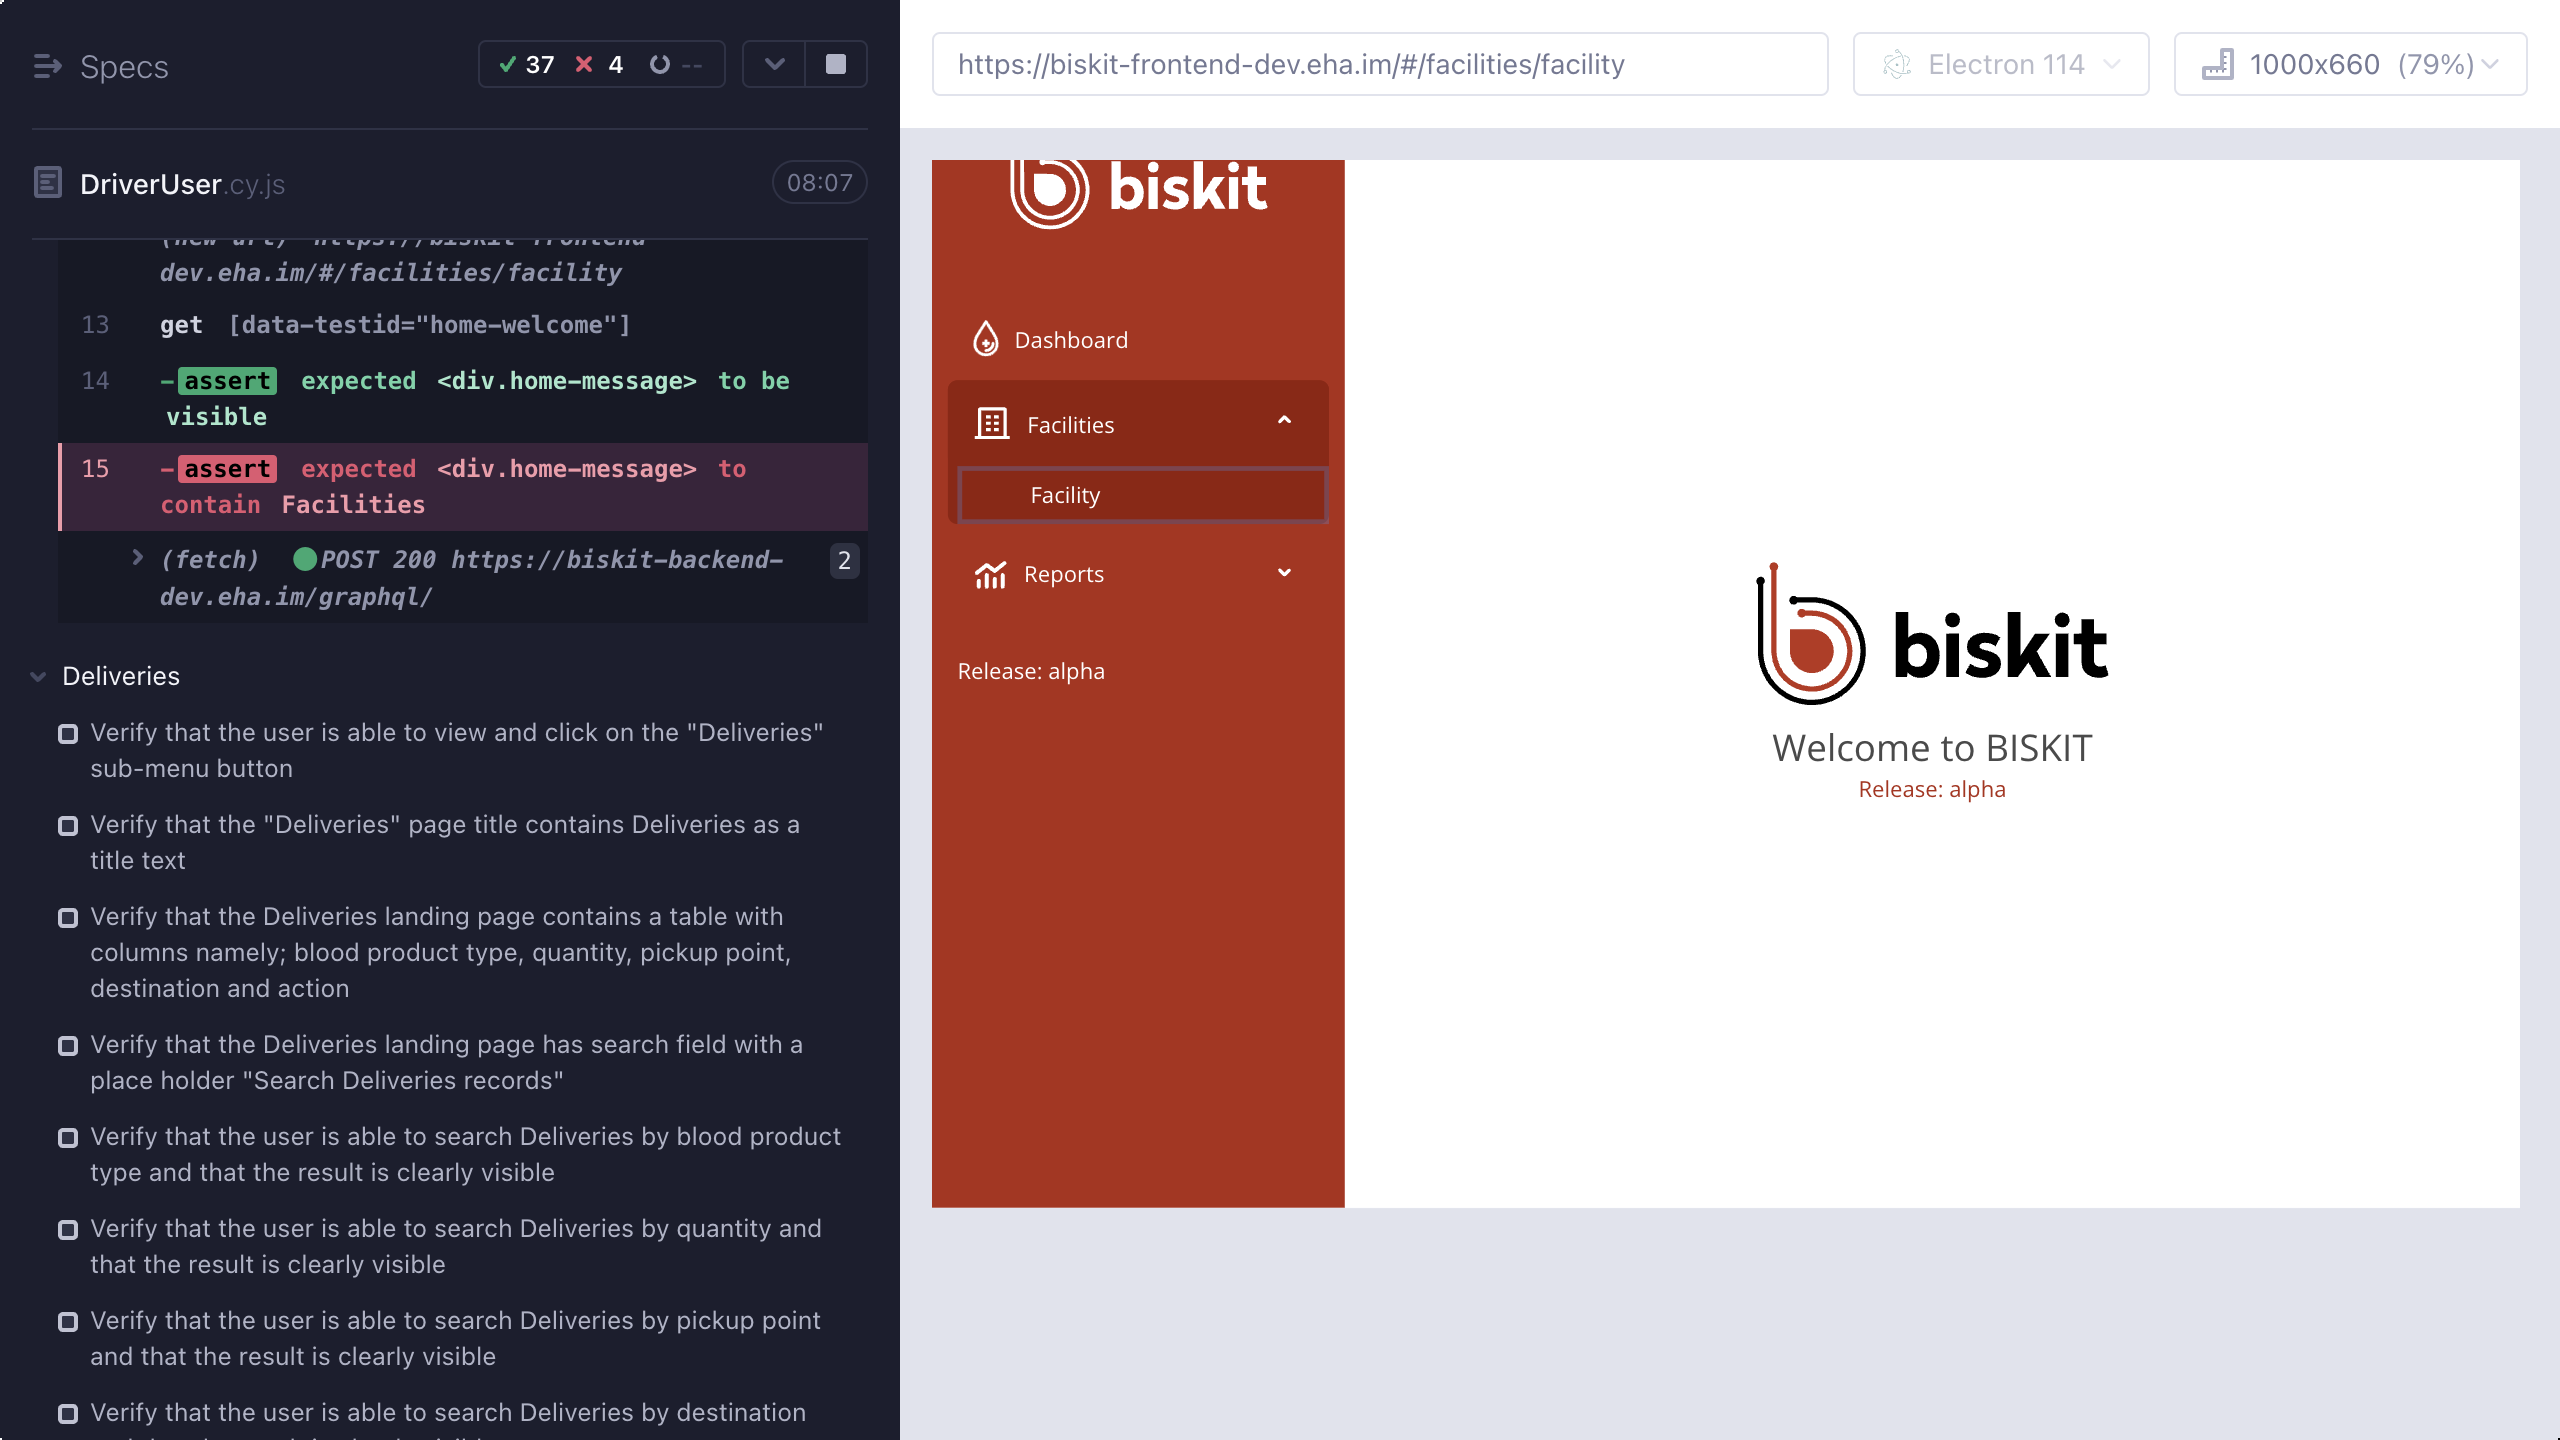 Specs
37 4 --
DriverUser.cy.js
08:07
(new url) https://biskit-frontend-
dev.eha.im/#/facilities/facility
13 get [data-testid="home-welcome"]
14 -assert expected <div.home-message> to be
visible
15 -assert expected <div.home-message> to
contain Facilities
(fetch) POST 200 https://biskit-backend- 2
dev.eha.im/graphql/
Deliveries
Verify that the user is able to view and click on the "Deliveries"
sub-menu button
Verify that the "Deliveries" page title contains Deliveries as a
title text
Verify that the Deliveries landing page contains a table with
columns namely; blood product type, quantity, pickup point,
destination and action
Verify that the Deliveries landing page has search field with a
place holder "Search Deliveries records"
Verify that the user is able to search Deliveries by blood product
type and that the result is clearly visible
Verify that the user is able to search Deliveries by quantity and
that the result is clearly visible
Verify that the user is able to search Deliveries by pickup point
and that the result is clearly visible
Verify that the user is able to search Deliveries by destination
https://biskit-frontend-dev.eha.im/#/facilities/facility
Electron 114
1000x660 (79%)
biskit
Dashboard
Facilities
Facility
Reports
Release: alpha
biskit
Welcome to BISKIT
Release: alpha